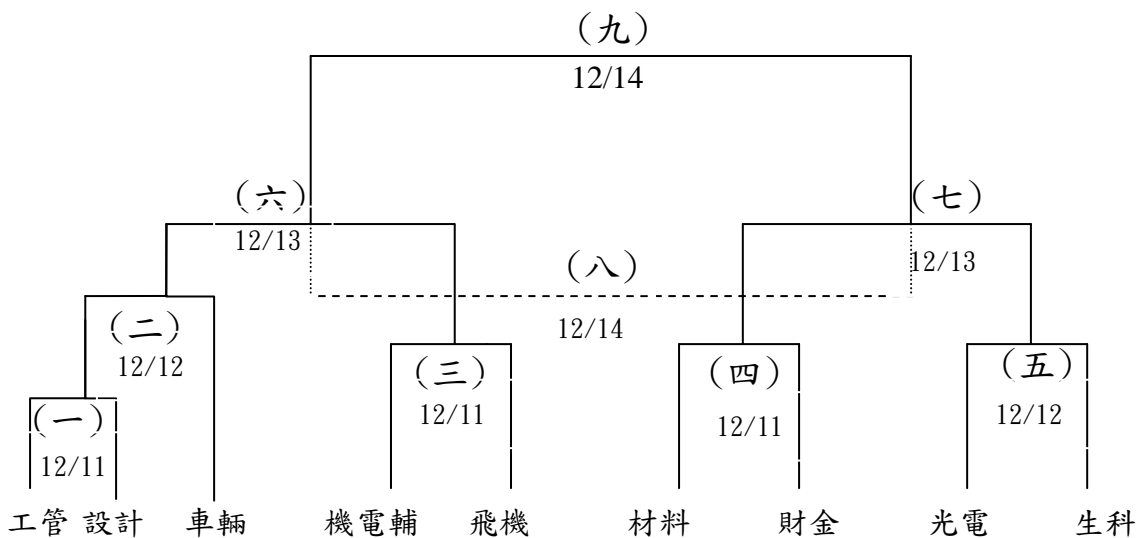 （九）
12/14
（六）
（七）
12/13
12/13
（八）
12/14
（二）
12/12
（三）
（四）
（五）
12/11
12/11
12/12
（一）
12/11
工管 設計 車輛 機電輔 飛機 材料 財金 光電 生科